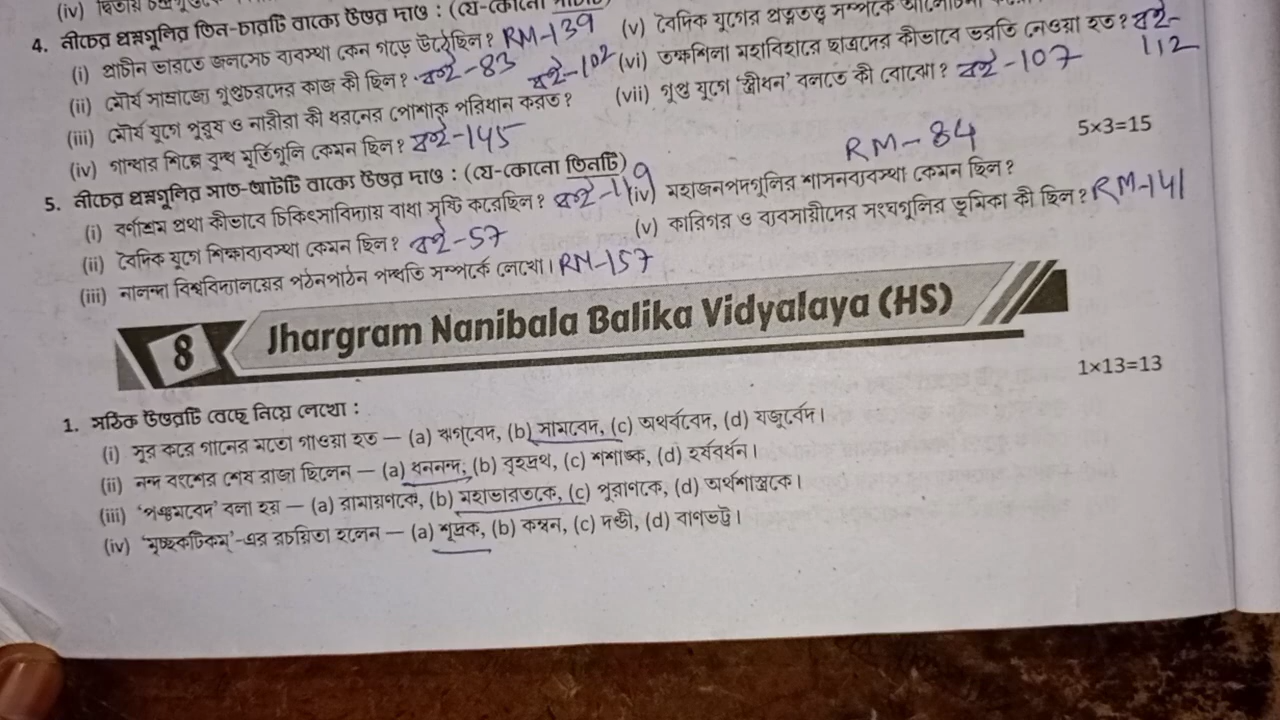 (iv) দ্বিতীয়
4. নীচের প্রশ্নগুলির তিন-চারটি বাক্যে উত্তর দাও : (যে-কোনো
(i) প্রাচীন ভারতে জলসেচ ব্যবস্থা কেন গড়ে উঠেছিল? RM-139 (v) বৈদিক যুগের প্রত্নতত্ত্ব সম্পর্কে
(ii) মৌর্য সাম্রাজ্যে গুপ্তচরদের কাজ কী ছিল? বই-83 বই-102 (vi) তক্ষশিলা মহাবিহারে ছাত্রদের কীভাবে ভরতি নেওয়া হত? বই-112
(iii) মৌর্য যুগে পুরুষ ও নারীরা কী ধরনের পোশাক পরিধান করত? (vii) গুপ্ত যুগে 'স্ত্রীধন' বলতে কী বোঝো? বই-107
(iv) গান্ধার শিল্পে বুদ্ধ মূর্তিগুলি কেমন ছিল? বই-145
5. নীচের প্রশ্নগুলির সাত-আটটি বাক্যে উত্তর দাও : (যে-কোনো তিনটি) RM-84 5×3=15
(i) বর্ণাশ্রম প্রথা কীভাবে চিকিৎসাবিদ্যায় বাধা সৃষ্টি করেছিল? বই-119 (iv) মহাজনপদগুলির শাসনব্যবস্থা কেমন ছিল?
(ii) বৈদিক যুগে শিক্ষাব্যবস্থা কেমন ছিল? বই-57 (v) কারিগর ও ব্যবসায়ীদের সংঘগুলির ভূমিকা কী ছিল? RM-141
(iii) নালন্দা বিশ্ববিদ্যালয়ের পঠনপাঠন পদ্ধতি সম্পর্কে লেখো। RM-157
8 Jhargram Nanibala Balika Vidyalaya (HS)
1. সঠিক উত্তরটি বেছে নিয়ে লেখো : 1×13=13
(i) সুর করে গানের মতো গাওয়া হত — (a) ঋগ্‌বেদ, (b) সামবেদ, (c) অথর্ববেদ, (d) যজুর্বেদ।
(ii) নন্দ বংশের শেষ রাজা ছিলেন — (a) ধননন্দ, (b) বৃহদ্রথ, (c) শশাঙ্ক, (d) হর্ষবর্ধন।
(iii) 'পঞ্চমবেদ' বলা হয় — (a) রামায়ণকে, (b) মহাভারতকে, (c) পুরাণকে, (d) অর্থশাস্ত্রকে।
(iv) 'মৃচ্ছকটিকম্'-এর রচয়িতা হলেন — (a) শূদ্রক, (b) কম্বন, (c) দণ্ডী, (d) বাণভট্ট।